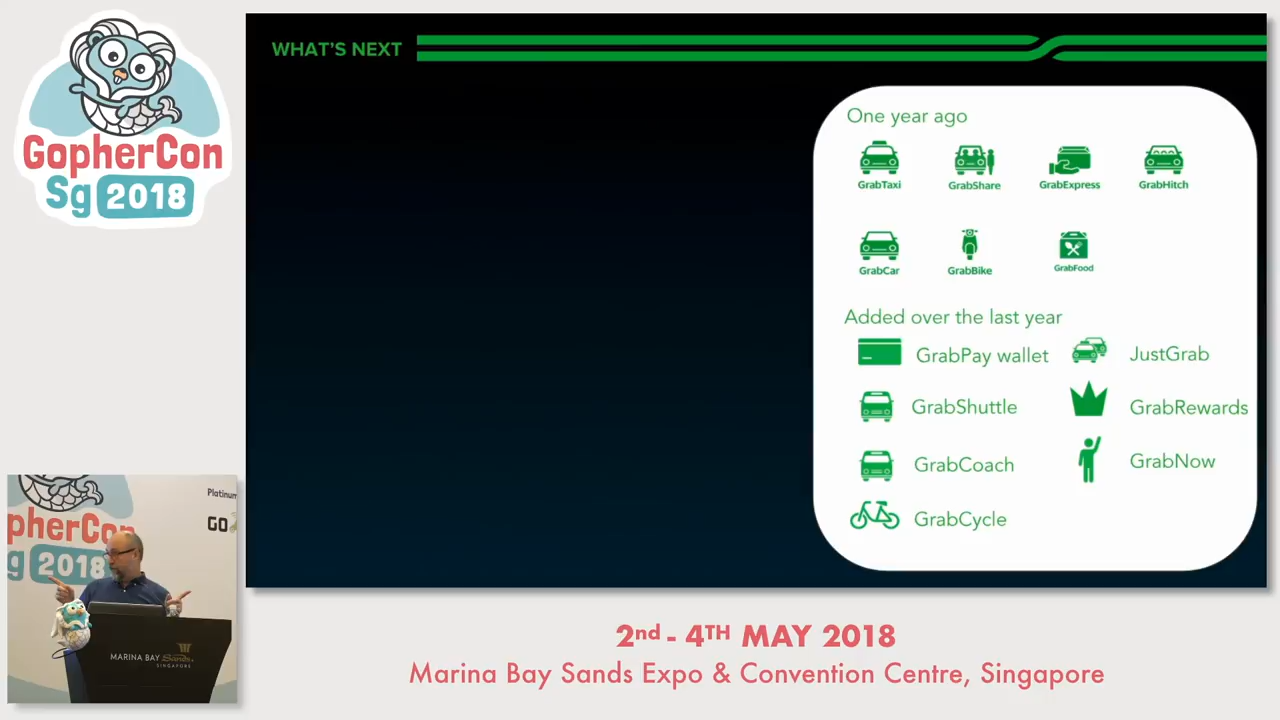 GopherCon
Sg 2018
WHAT'S NEXT
One year ago
GrabTaxi
GrabShare
GrabExpress
GrabHitch
GrabCar
GrabBike
GrabFood
Added over the last year
GrabPay wallet
JustGrab
GrabShuttle
GrabRewards
GrabCoach
GrabNow
GrabCycle
Platinum
GO
pherCon
g 2018
MARINA BAY Sands
SINGAPORE
2nd - 4TH MAY 2018
Marina Bay Sands Expo & Convention Centre, Singapore